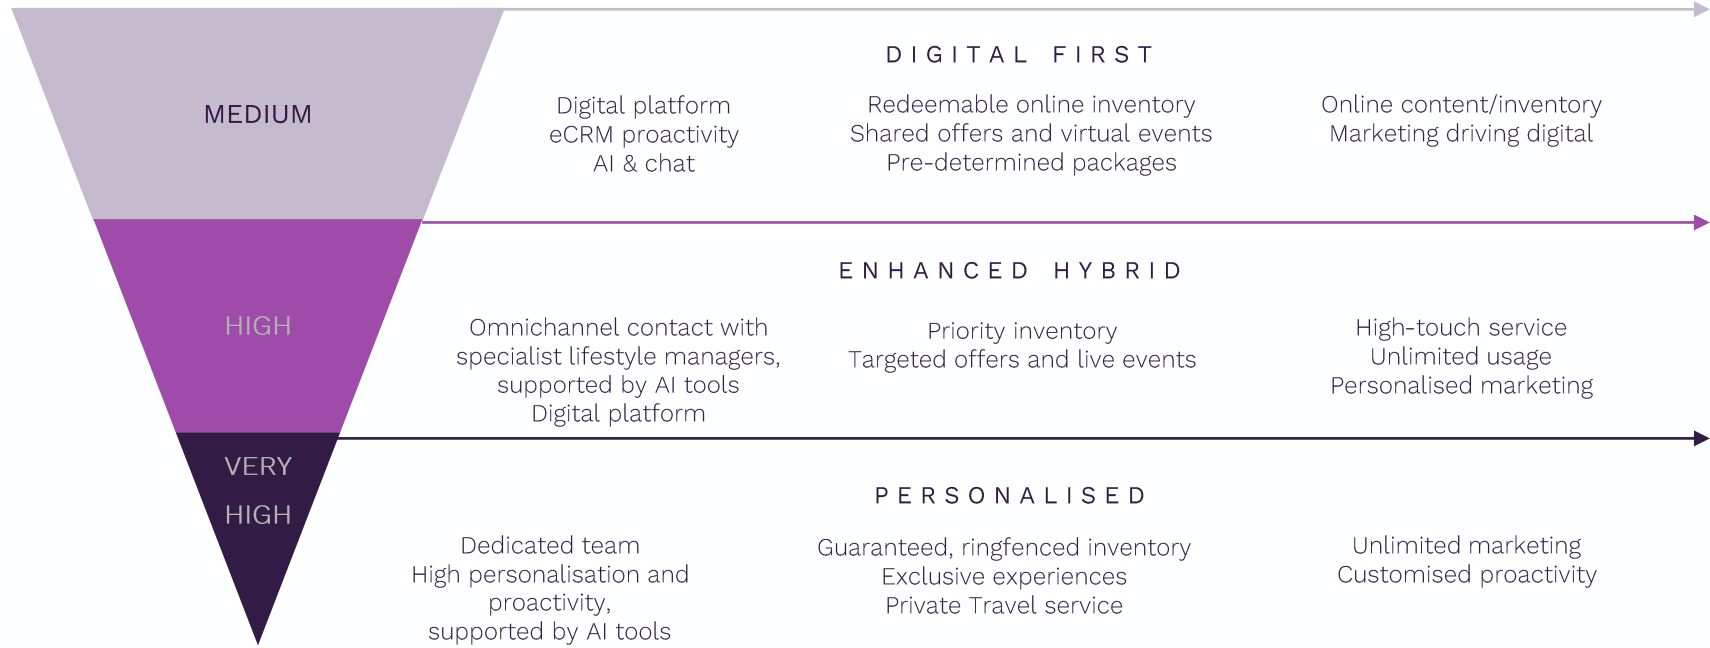 MEDIUM
DIGITAL FIRST
Digital platform
eCRM proactivity
AI & chat
Redeemable online inventory
Shared offers and virtual events
Pre-determined packages
Online content/inventory
Marketing driving digital
HIGH
ENHANCED HYBRID
Omnichannel contact with
specialist lifestyle managers,
supported by AI tools
Digital platform
Priority inventory
Targeted offers and live events
High-touch service
Unlimited usage
Personalised marketing
VERY
HIGH
PERSONALISED
Dedicated team
High personalisation and
proactivity,
supported by AI tools
Guaranteed, ringfenced inventory
Exclusive experiences
Private Travel service
Unlimited marketing
Customised proactivity